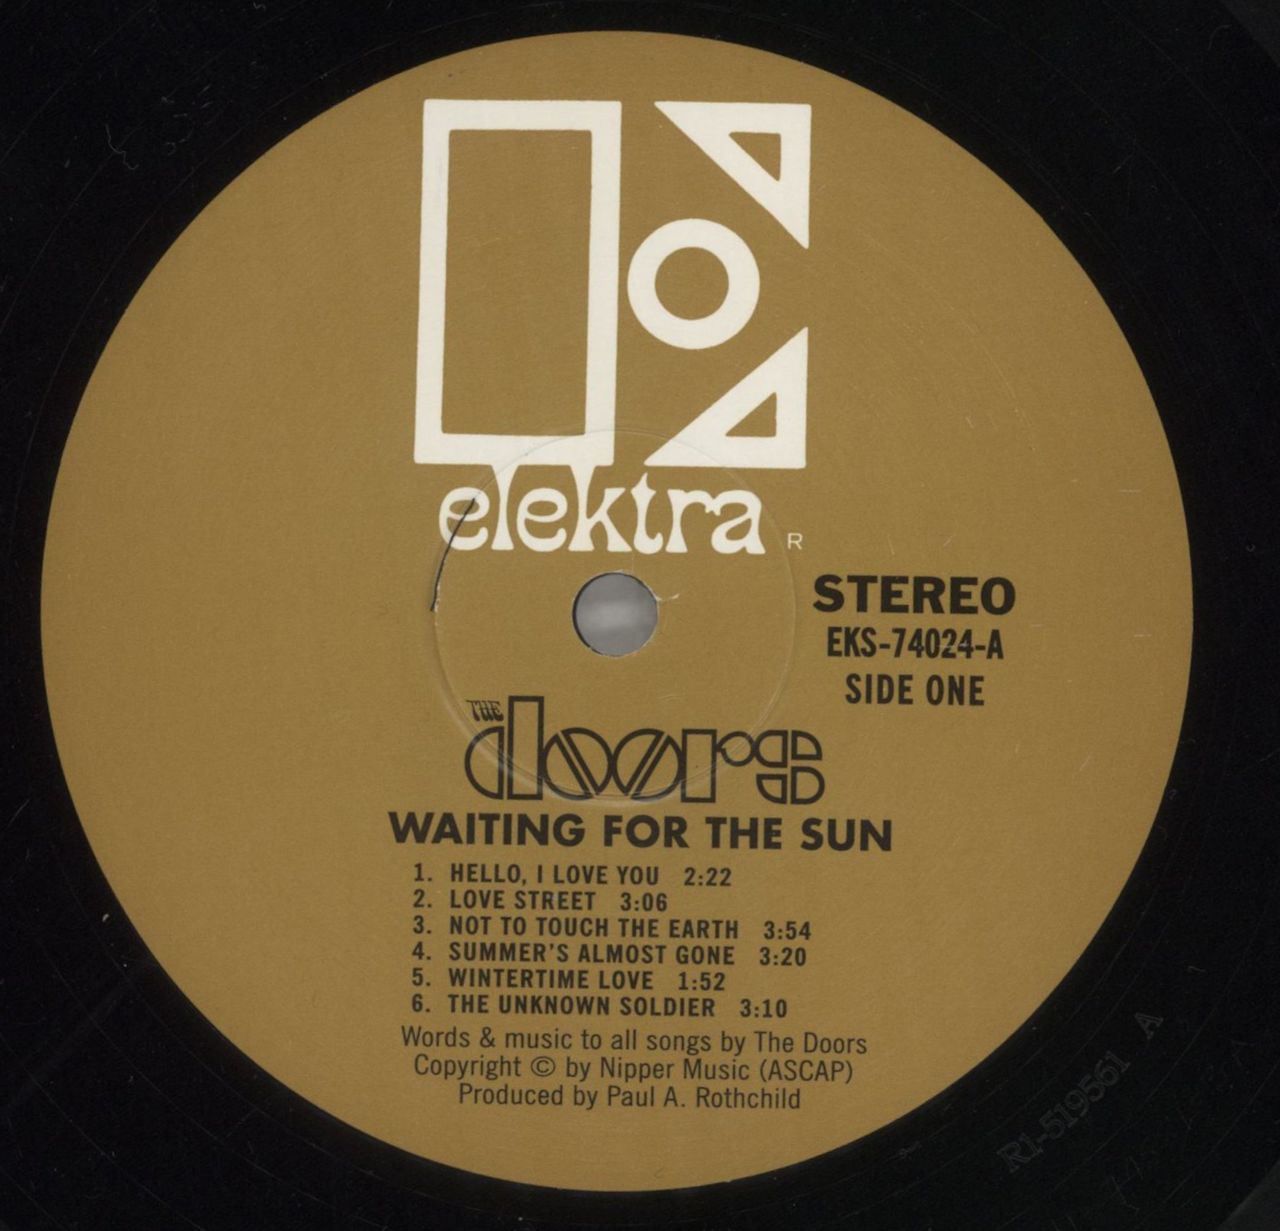 elektra
R
STEREO
EKS-74024-A
SIDE ONE
THE
doors
WAITING FOR THE SUN
1. HELLO, I LOVE YOU 2:22
2. LOVE STREET 3:06
3. NOT TO TOUCH THE EARTH 3:54
4. SUMMER'S ALMOST GONE 3:20
5. WINTERTIME LOVE 1:52
6. THE UNKNOWN SOLDIER 3:10
Words & music to all songs by The Doors
Copyright © by Nipper Music (ASCAP)
Produced by Paul A. Rothchild
R1-519561 A